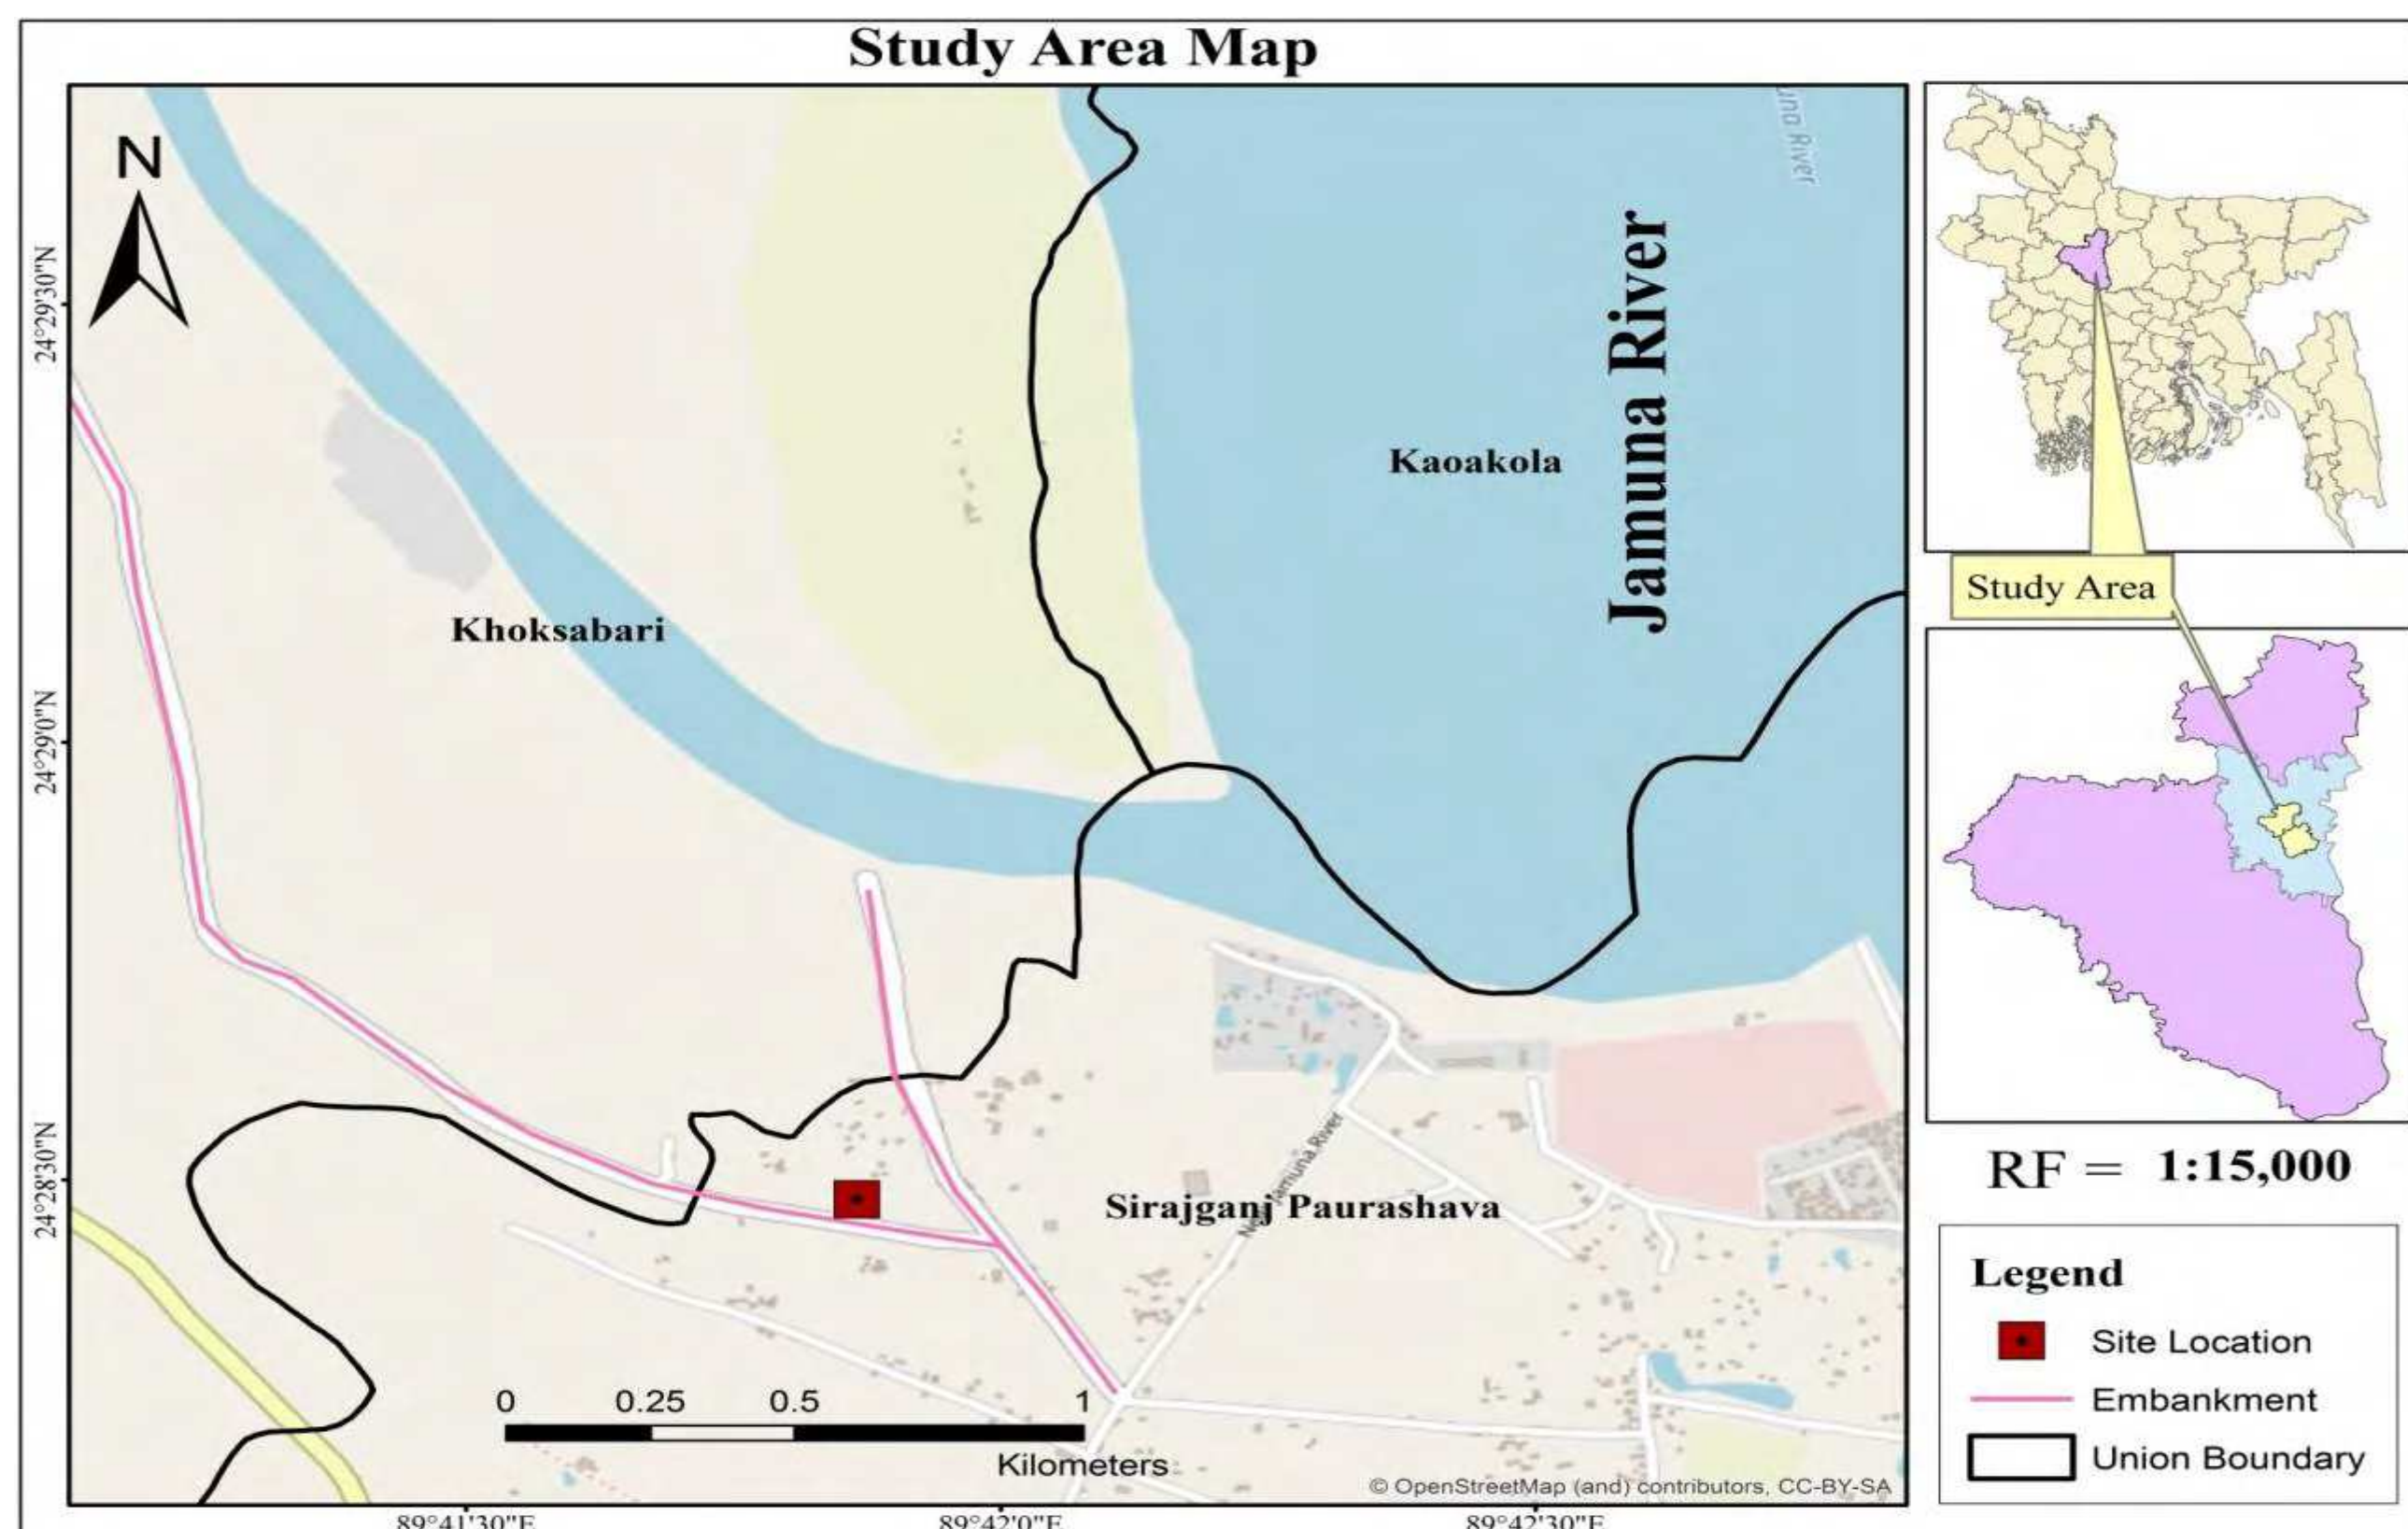 Study Area Map
N
una River
Jamuna River
Kaoakola
Khoksabari
24°29'30"N
24°29'0"N
24°28'30"N
Sirajganj Paurashava
Jamuna River
0 0.25 0.5 1
Kilometers
© OpenStreetMap (and) contributors, CC-BY-SA
89°41'30"E 89°42'0"E 89°42'30"E
Study Area
RF = 1:15,000
Legend
Site Location
Embankment
Union Boundary